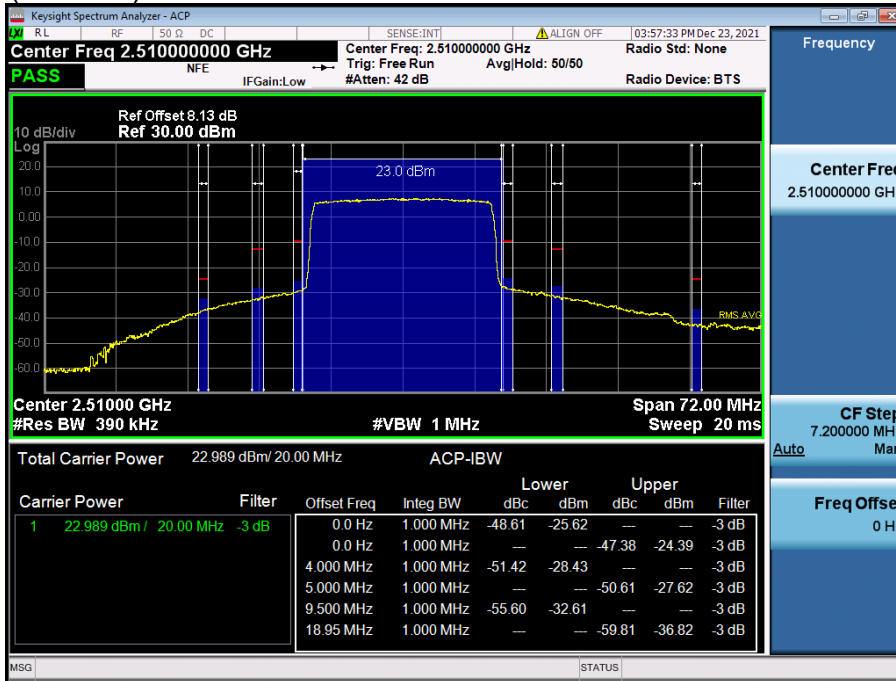 Keysight Spectrum Analyzer - ACP
LXI RL RF 50 Ω DC SENSE:INT ALIGN OFF 03:57:33 PM Dec 23, 2021
Center Freq 2.510000000 GHz Center Freq: 2.510000000 GHz Radio Std: None
NFE Trig: Free Run Avg|Hold: 50/50
PASS IFGain:Low #Atten: 42 dB Radio Device: BTS
Ref Offset 8.13 dB
10 dB/div Ref 30.00 dBm
Log
20.0
10.0
0.00
-10.0
-20.0
-30.0
-40.0
-50.0
-60.0
23.0 dBm
RMS AVG
Center 2.51000 GHz Span 72.00 MHz
#Res BW 390 kHz #VBW 1 MHz Sweep 20 ms
Total Carrier Power 22.989 dBm/ 20.00 MHz ACP-IBW
Lower Upper
Carrier Power Filter Offset Freq Integ BW dBc dBm dBc dBm Filter
1 22.989 dBm / 20.00 MHz -3 dB 0.0 Hz 1.000 MHz -48.61 -25.62 --- --- -3 dB
0.0 Hz 1.000 MHz --- --- -47.38 -24.39 -3 dB
4.000 MHz 1.000 MHz -51.42 -28.43 --- --- -3 dB
5.000 MHz 1.000 MHz --- --- -50.61 -27.62 -3 dB
9.500 MHz 1.000 MHz -55.60 -32.61 --- --- -3 dB
18.95 MHz 1.000 MHz --- --- -59.81 -36.82 -3 dB
MSG STATUS
Frequency
Center Fre
2.510000000 GH
CF Step
7.200000 MH
Auto Ma
Freq Offse
0 H